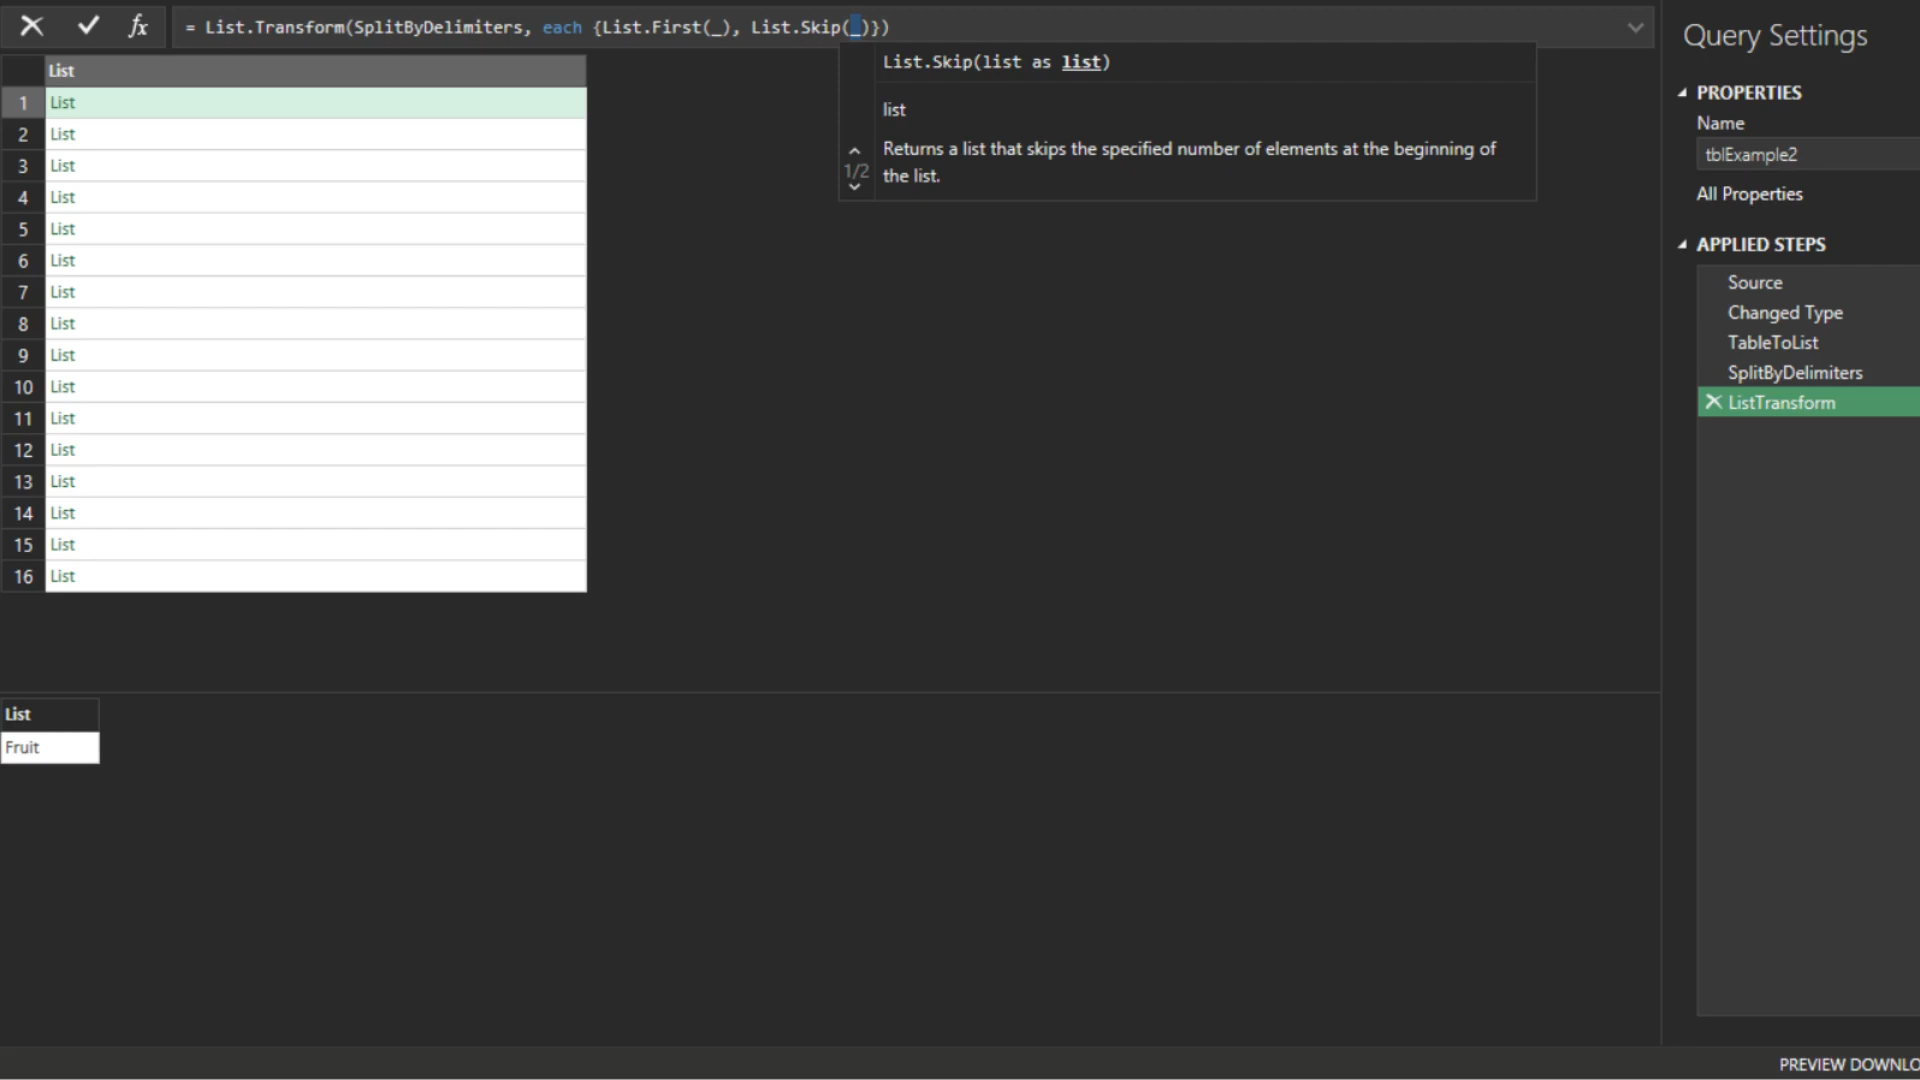 fx
= List.Transform(SplitByDelimiters, each {List.First(_), List.Skip(_)})
List
1 List
2 List
3 List
4 List
5 List
6 List
7 List
8 List
9 List
10 List
11 List
12 List
13 List
14 List
15 List
16 List
List.Skip(list as list)
list
1/2
Returns a list that skips the specified number of elements at the beginning of
the list.
List
Fruit
Query Settings
PROPERTIES
Name
tblExample2
All Properties
APPLIED STEPS
Source
Changed Type
TableToList
SplitByDelimiters
ListTransform
PREVIEW DOWNLO